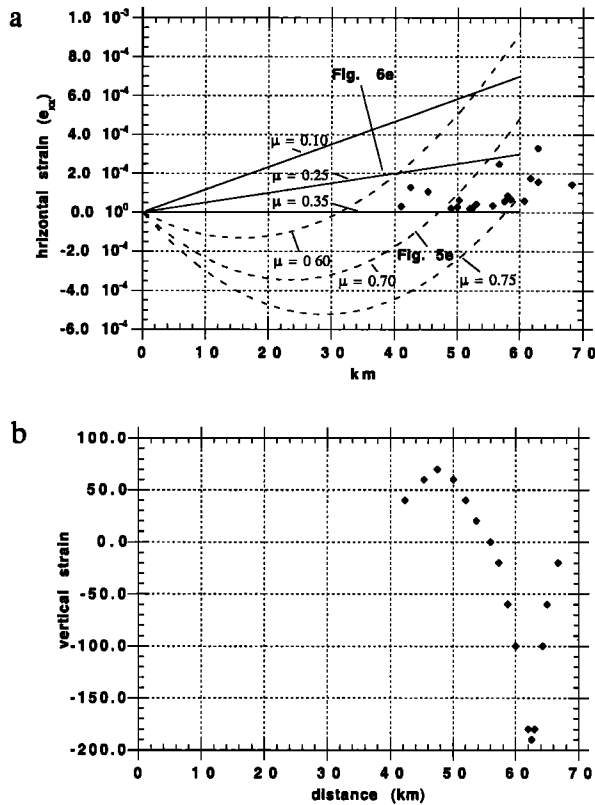 a
1.0 10⁻³
8.0 10⁻⁴
6.0 10⁻⁴
4.0 10⁻⁴
2.0 10⁻⁴
0.0 10⁰
-2.0 10⁻⁴
-4.0 10⁻⁴
-6.0 10⁻⁴
hrizontal strain (eₓₓ)
Fig. 6e
μ = 0.10
μ = 0.25
μ = 0.35
μ = 0 60
μ = 0.70
Fig. 5e
μ = 0.75
0 10 20 30 40 50 60 70
km
b
100.0
50.0
0.0
-50.0
-100.0
-150.0
-200.0
vertical strain
0 10 20 30 40 50 60 70
distance (km)